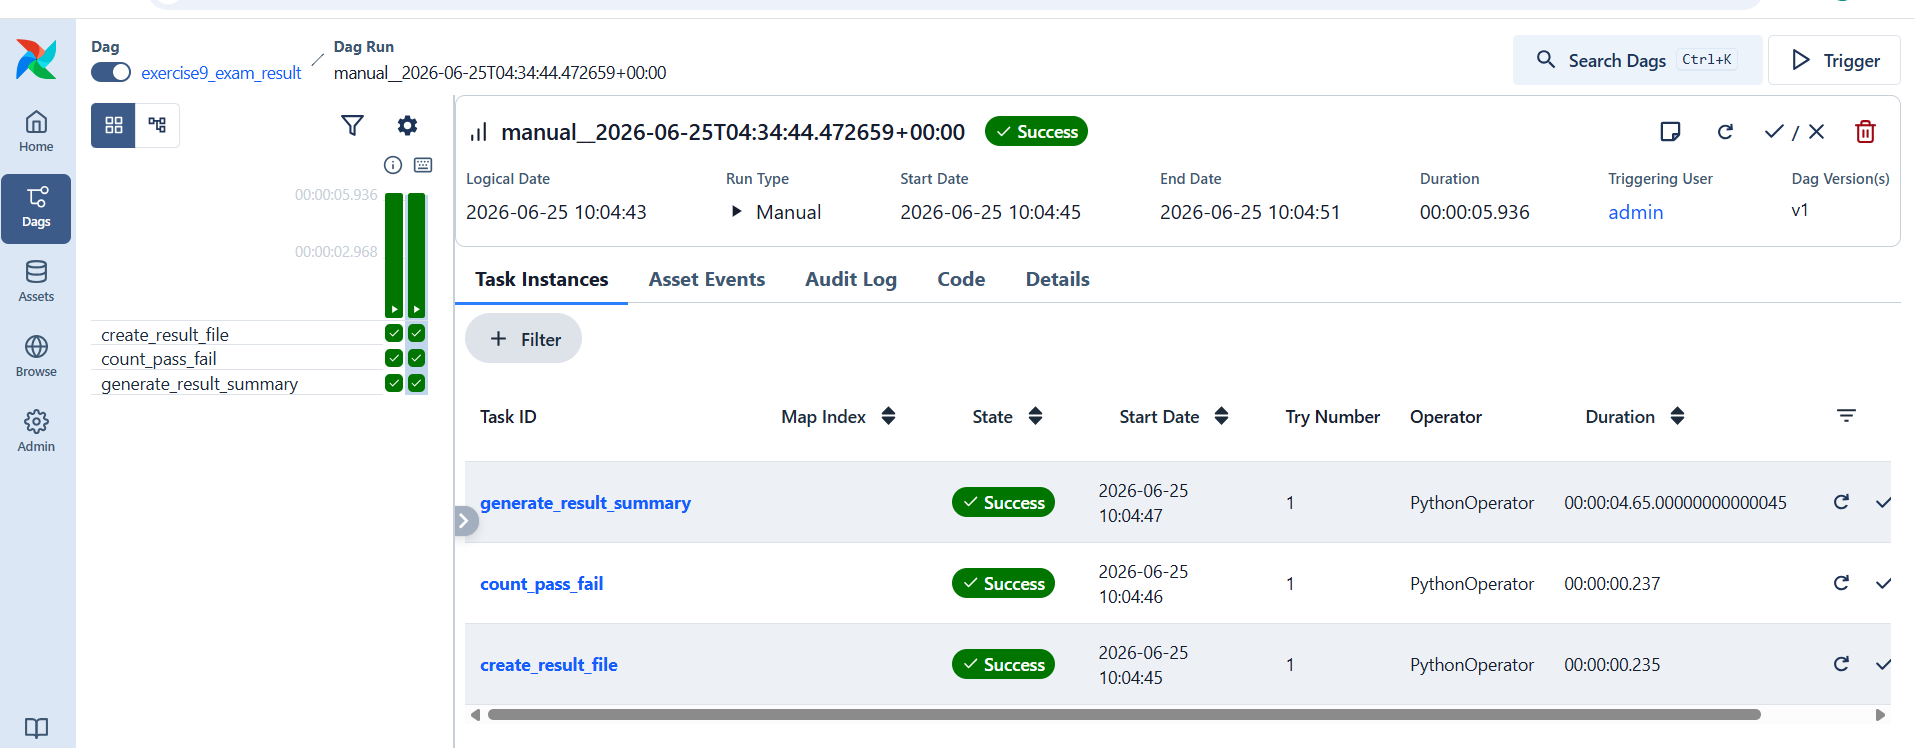 Dag
exercise9_exam_result
/
Dag Run
manual__2026-06-25T04:34:44.472659+00:00
Search Dags
Ctrl+K
Trigger
Home
Dags
Assets
Browse
Admin
00:00:05.936
00:00:02.968
create_result_file
count_pass_fail
generate_result_summary
manual__2026-06-25T04:34:44.472659+00:00
Success
/
Logical Date
2026-06-25 10:04:43
Run Type
Manual
Start Date
2026-06-25 10:04:45
End Date
2026-06-25 10:04:51
Duration
00:00:05.936
Triggering User
admin
Dag Version(s)
v1
Task Instances
Asset Events
Audit Log
Code
Details
Filter
Task ID
Map Index
State
Start Date
Try Number
Operator
Duration
generate_result_summary
Success
2026-06-25
10:04:47
1
PythonOperator
00:00:04.65.00000000000045
count_pass_fail
Success
2026-06-25
10:04:46
1
PythonOperator
00:00:00.237
create_result_file
Success
2026-06-25
10:04:45
1
PythonOperator
00:00:00.235